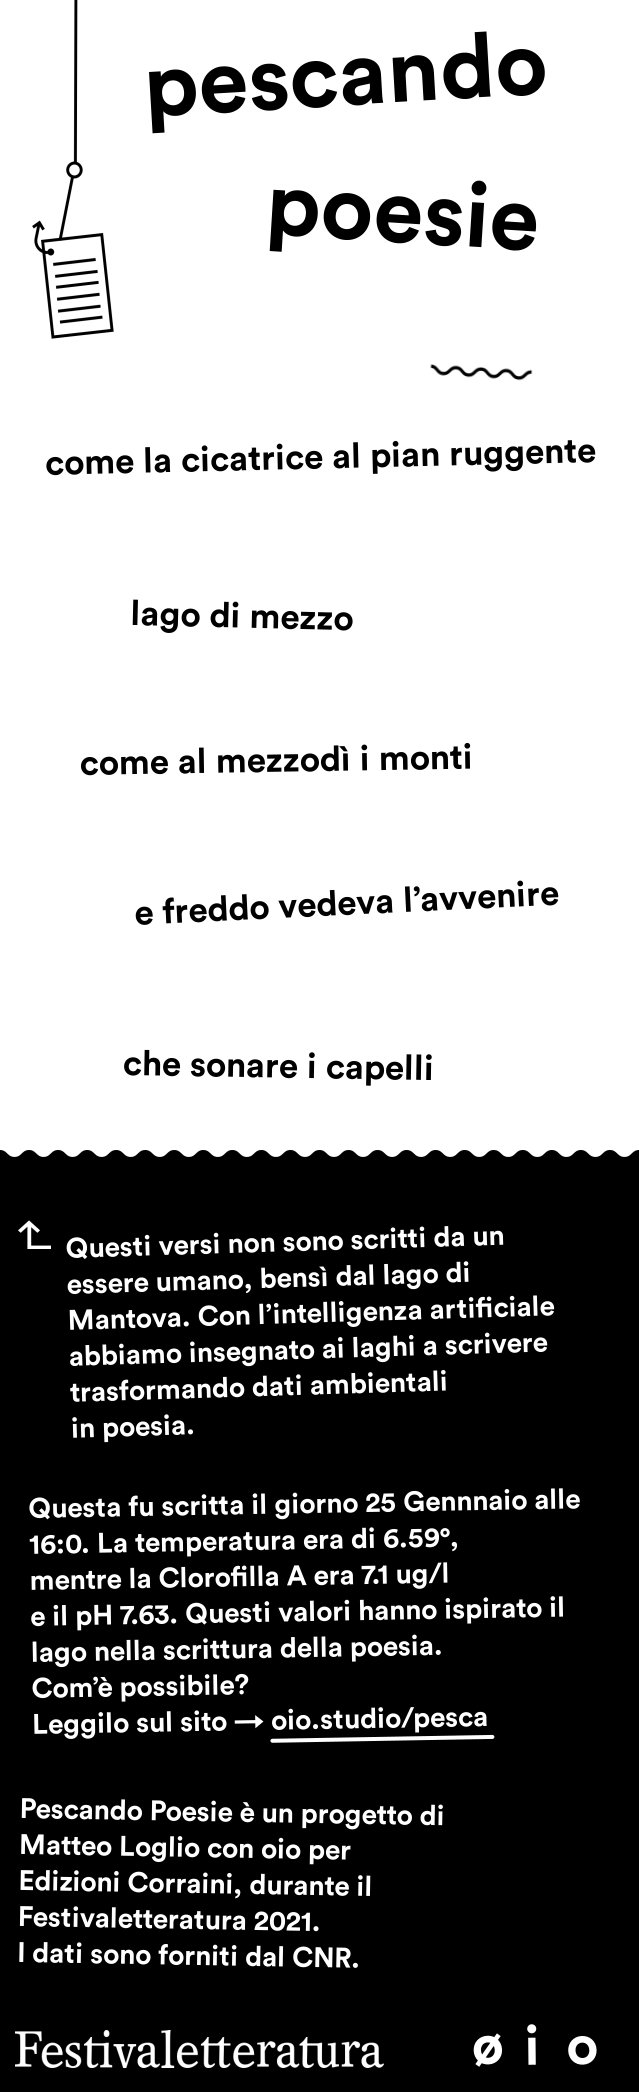 pescando
poesie
come la cicatrice al pian ruggente
lago di mezzo
come al mezzodì i monti
e freddo vedeva l’avvenire
che sonare i capelli
Questi versi non sono scritti da un
essere umano, bensì dal lago di
Mantova. Con l’intelligenza artificiale
abbiamo insegnato ai laghi a scrivere
trasformando dati ambientali
in poesia.
Questa fu scritta il giorno 25 Gennnaio alle
16:0. La temperatura era di 6.59°,
mentre la Clorofilla A era 7.1 ug/l
e il pH 7.63. Questi valori hanno ispirato il
lago nella scrittura della poesia.
Com’è possibile?
Leggilo sul sito → oio.studio/pesca
Pescando Poesie è un progetto di
Matteo Loglio con oio per
Edizioni Corraini, durante il
Festivaletteratura 2021.
I dati sono forniti dal CNR.
Festivaletteratura ø i o